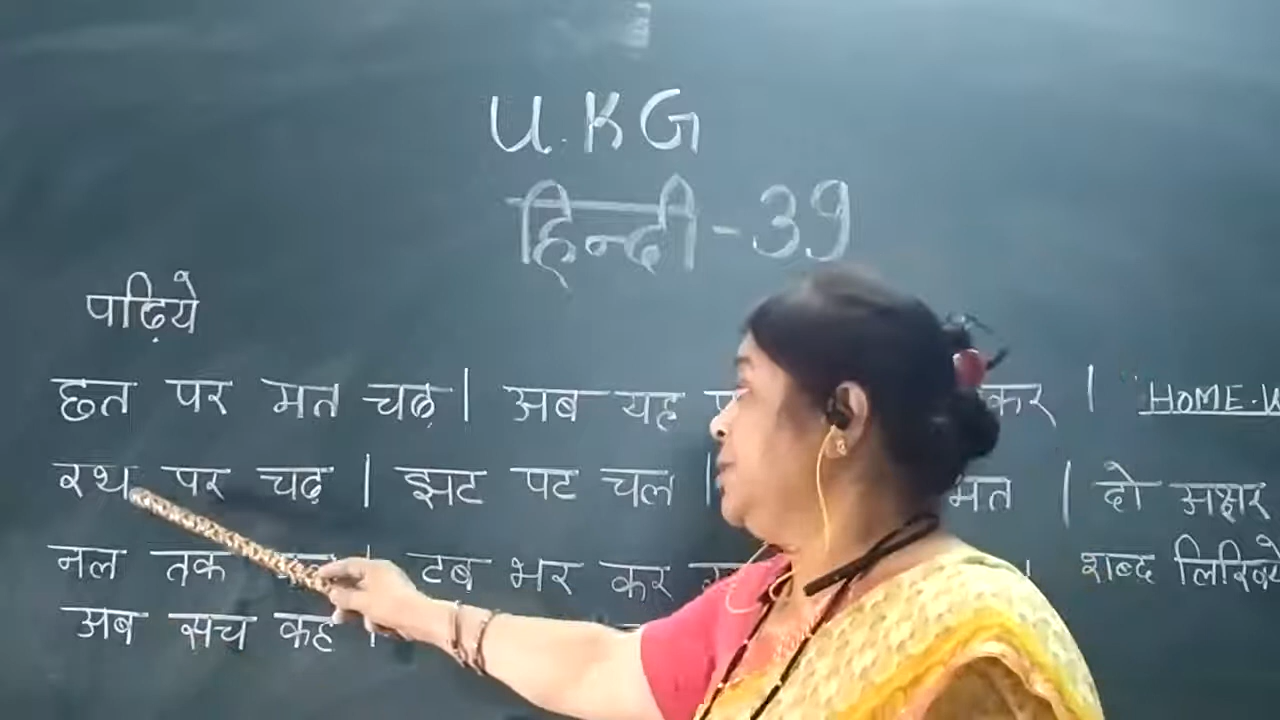 U.KG
हिन्दी-39
पढ़िये
छत पर मत चढ़। अब यह कर।
HOME.W
रथ पर चढ़। झट पट चल। मत।
दो अक्षर
नल तक । टब भर कर
शब्द लिखिये
अब सच कह।